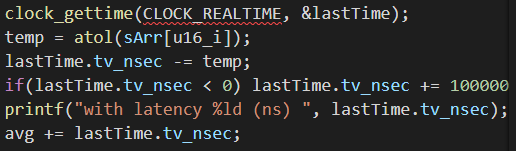 clock_gettime(CLOCK_REALTIME, &lastTime);
temp = atol(sArr[u16_i]);
lastTime.tv_nsec -= temp;
if(lastTime.tv_nsec < 0) lastTime.tv_nsec += 100000
printf("with latency %ld (ns) ", lastTime.tv_nsec);
avg += lastTime.tv_nsec;